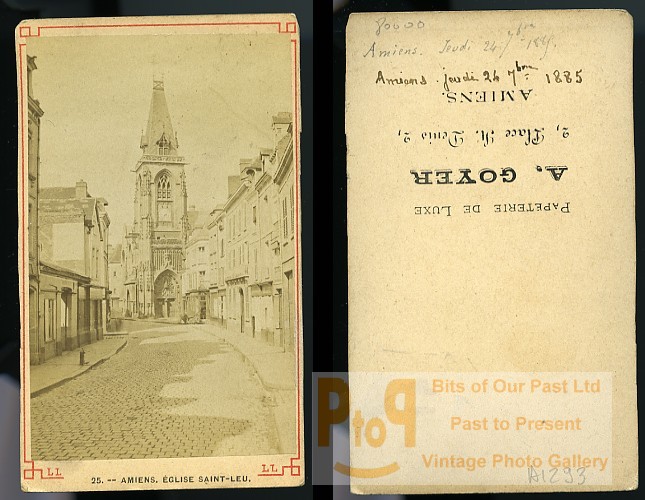 LL
25. -- AMIENS. ÉGLISE SAINT-LEU.
LL
80000
Amiens. Jeudi 24 7bre 1885.
Amiens jeudi 24 7bre 1885
AMIENS.
2, Place St. Denis 2,
A. GOYER
PAPETERIE DE LUXE
PtoP
Bits of Our Past Ltd
Past to Present
Vintage Photo Gallery
A1293